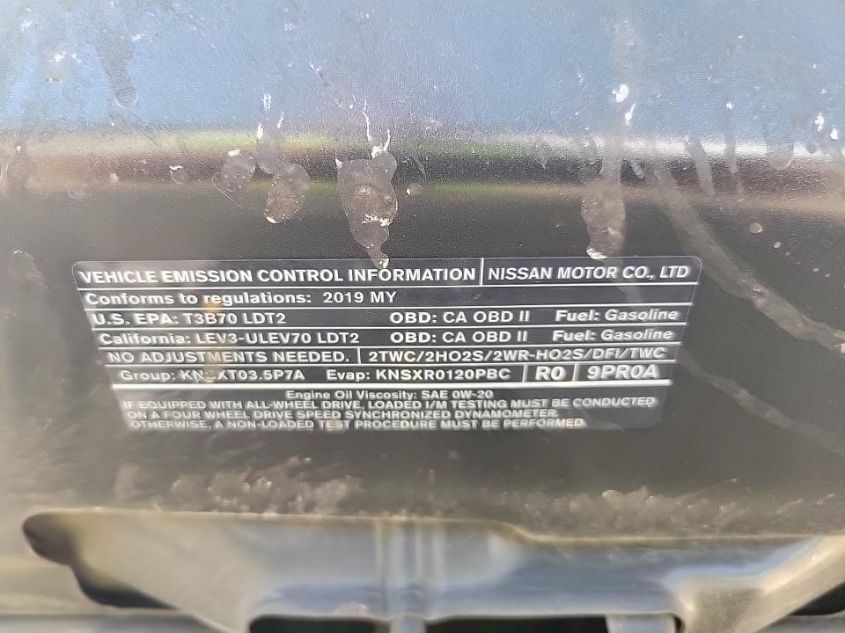 VEHICLE EMISSION CONTROL INFORMATION NISSAN MOTOR CO., LTD
Conforms to regulations: 2019 MY
U.S. EPA: T3B70 LDT2 OBD: CA OBD II Fuel: Gasoline
California: LEV3-ULEV70 LDT2 OBD: CA OBD II Fuel: Gasoline
NO ADJUSTMENTS NEEDED. 2TWC/2HO2S/2WR-HO2S/DFI/TWC
Group: Evap: KNSXR0120PBC R0 9PR0A
Engine Oil Viscosity: SAE 0W-20
IF EQUIPPED WITH ALL-WHEEL DRIVE, LOADED I/M TESTING MUST BE CONDUCTED
ON A FOUR WHEEL DRIVE SPEED SYNCHRONIZED DYNAMOMETER.
OTHERWISE, A NON-LOADED TEST PROCEDURE MUST BE PERFORMED